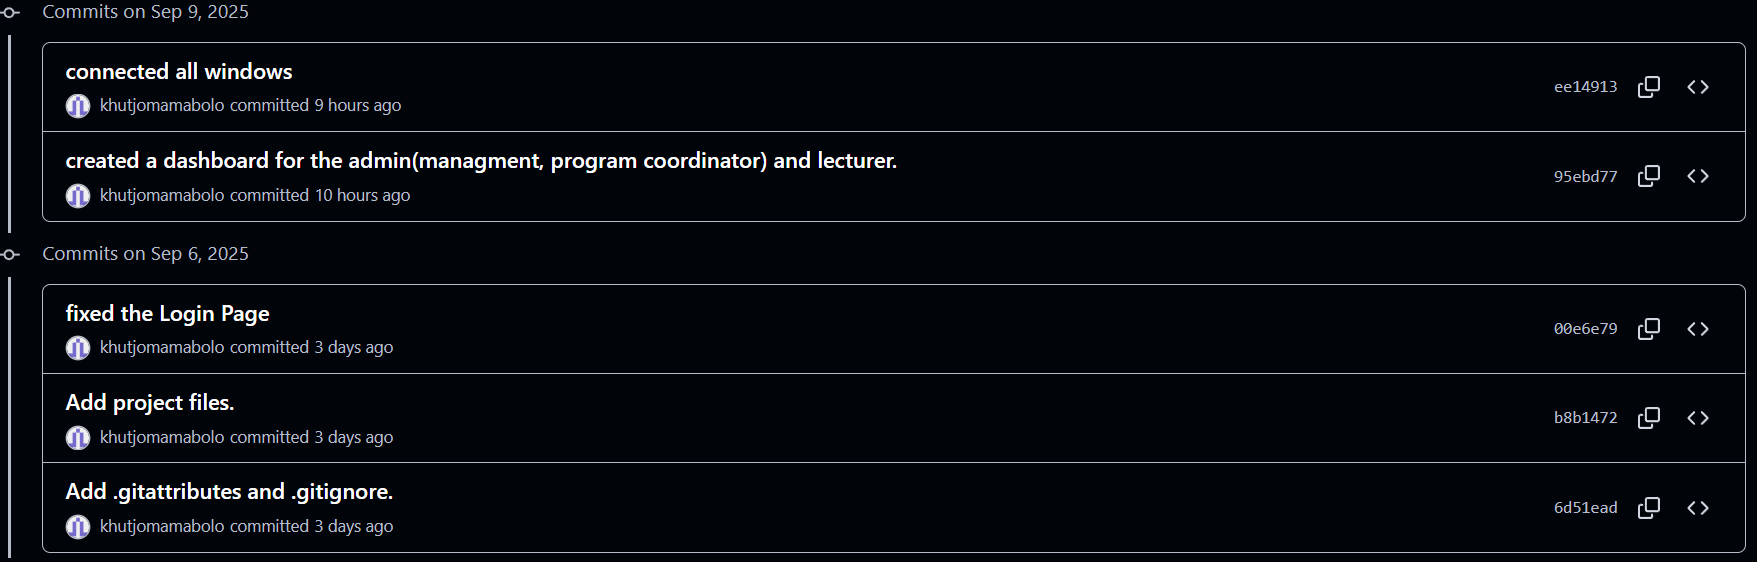 Commits on Sep 9, 2025
connected all windows
khutjomamabolo committed 9 hours ago
ee14913
created a dashboard for the admin(managment, program coordinator) and lecturer.
khutjomamabolo committed 10 hours ago
95ebd77
Commits on Sep 6, 2025
fixed the Login Page
khutjomamabolo committed 3 days ago
00e6e79
Add project files.
khutjomamabolo committed 3 days ago
b8b1472
Add .gitattributes and .gitignore.
khutjomamabolo committed 3 days ago
6d51ead